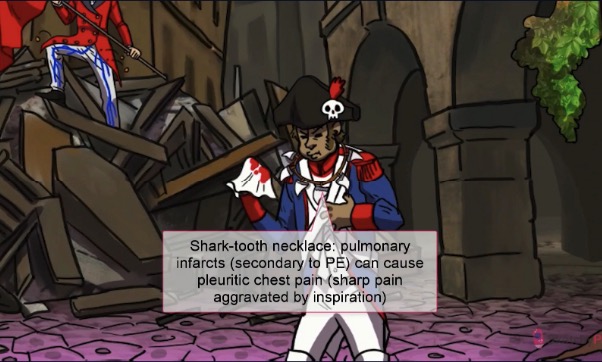 Shark-tooth necklace: pulmonary
infarcts (secondary to PE) can cause
pleuritic chest pain (sharp pain
aggravated by inspiration)